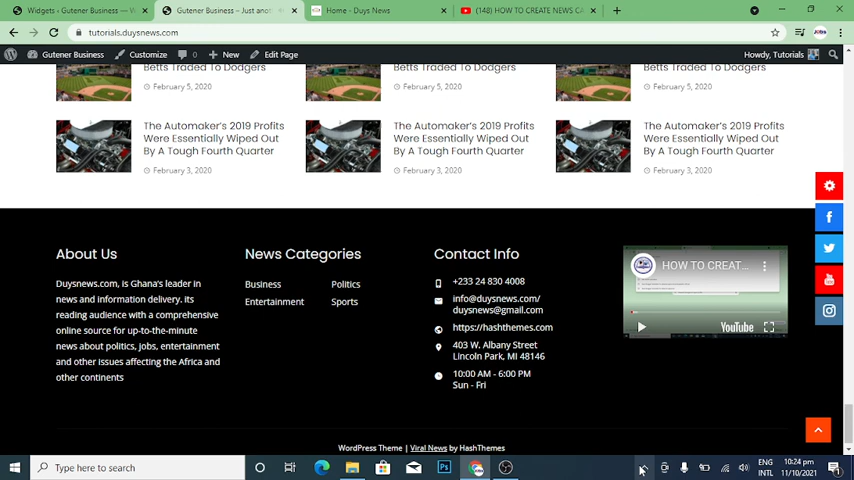 Widgets ‹ Gutener Business — W
Gutener Business – Just anoth
Home - Duys News
(148) HOW TO CREATE NEWS CA
tutorials.duysnews.com
Gutener Business
Customize
0
New
Edit Page
Howdy, Tutorials
Betts Traded To Dodgers
Betts Traded To Dodgers
Betts Traded To Dodgers
February 5, 2020
February 5, 2020
February 5, 2020
The Automaker's 2019 Profits
Were Essentially Wiped Out
By A Tough Fourth Quarter
February 3, 2020
The Automaker's 2019 Profits
Were Essentially Wiped Out
By A Tough Fourth Quarter
February 3, 2020
The Automaker's 2019 Profits
Were Essentially Wiped Out
By A Tough Fourth Quarter
February 3, 2020
About Us
Duysnews.com, is Ghana's leader in
news and information delivery. its
reading audience with a comprehensive
online source for up-to-the-minute
news about politics, jobs, entertainment
and other issues affecting the Africa and
other continents
News Categories
Business
Politics
Entertainment
Sports
Contact Info
+233 24 830 4008
info@duysnews.com/
duysnews@gmail.com
https://hashthemes.com
403 W. Albany Street
Lincoln Park, MI 48146
10:00 AM - 6:00 PM
Sun - Fri
HOW TO CREAT...
YouTube
WordPress Theme | Viral News by HashThemes
Type here to search
Ps
ENG
INTL
10:24 pm
11/10/2021